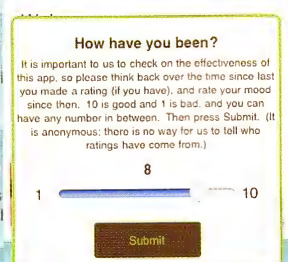 How have you been?
It is important to us to check on the effectiveness of
this app, so please think back over the time since last
you made a rating (if you have), and rate your mood
since then. 10 is good and 1 is bad, and you can
have any number in between. Then press Submit. (It
is anonymous; there is no way for us to tell who
ratings have come from.)
8
1 10
Submit